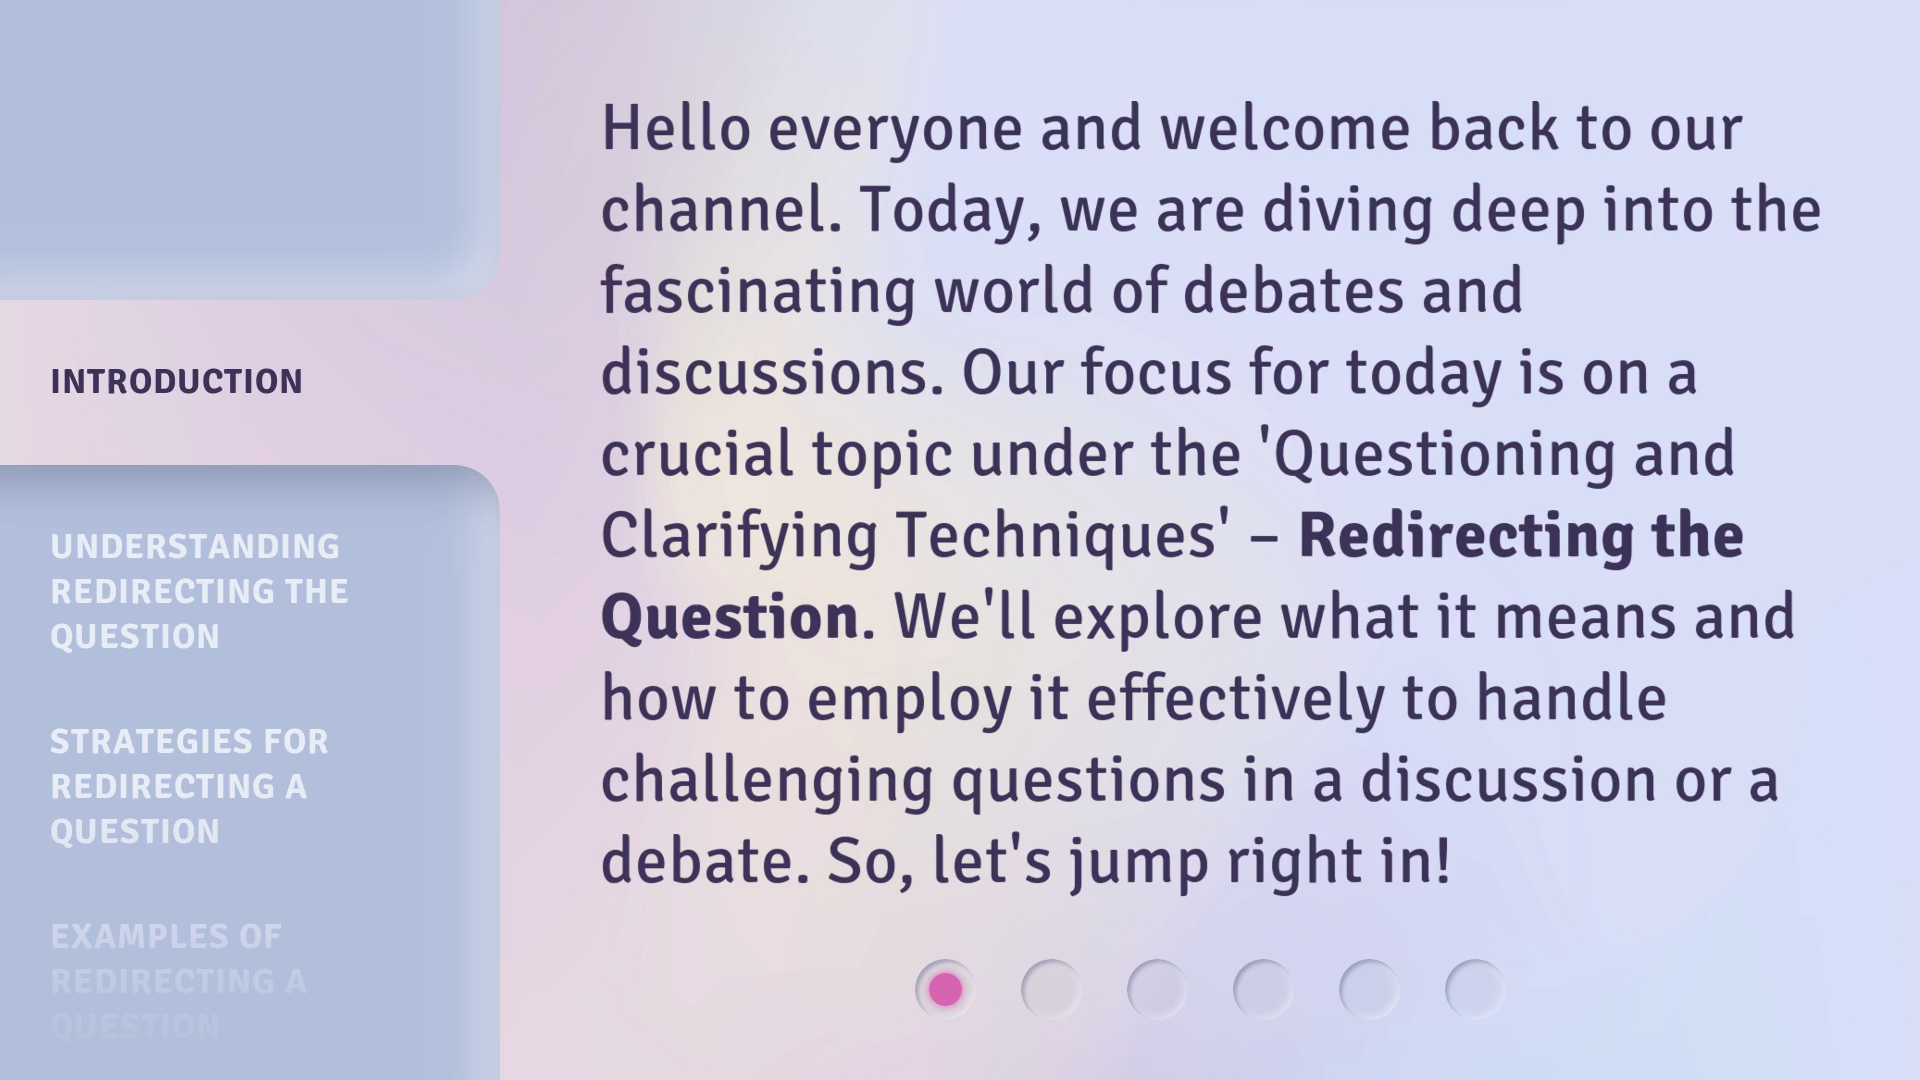 INTRODUCTION
UNDERSTANDING
REDIRECTING THE
QUESTION
STRATEGIES FOR
REDIRECTING A
QUESTION
EXAMPLES OF
REDIRECTING A
QUESTION
Hello everyone and welcome back to our
channel. Today, we are diving deep into the
fascinating world of debates and
discussions. Our focus for today is on a
crucial topic under the 'Questioning and
Clarifying Techniques' – Redirecting the
Question. We'll explore what it means and
how to employ it effectively to handle
challenging questions in a discussion or a
debate. So, let's jump right in!